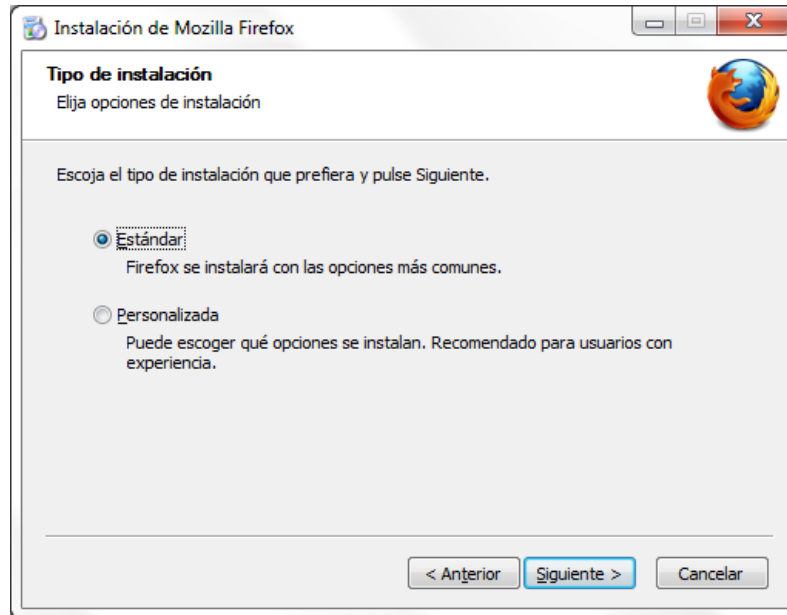 Instalación de Mozilla Firefox
Tipo de instalación
Elija opciones de instalación
Escoja el tipo de instalación que prefiera y pulse Siguiente.
Estándar
Firefox se instalará con las opciones más comunes.
Personalizada
Puede escoger qué opciones se instalan. Recomendado para usuarios con
experiencia.
< Anterior
Siguiente >
Cancelar